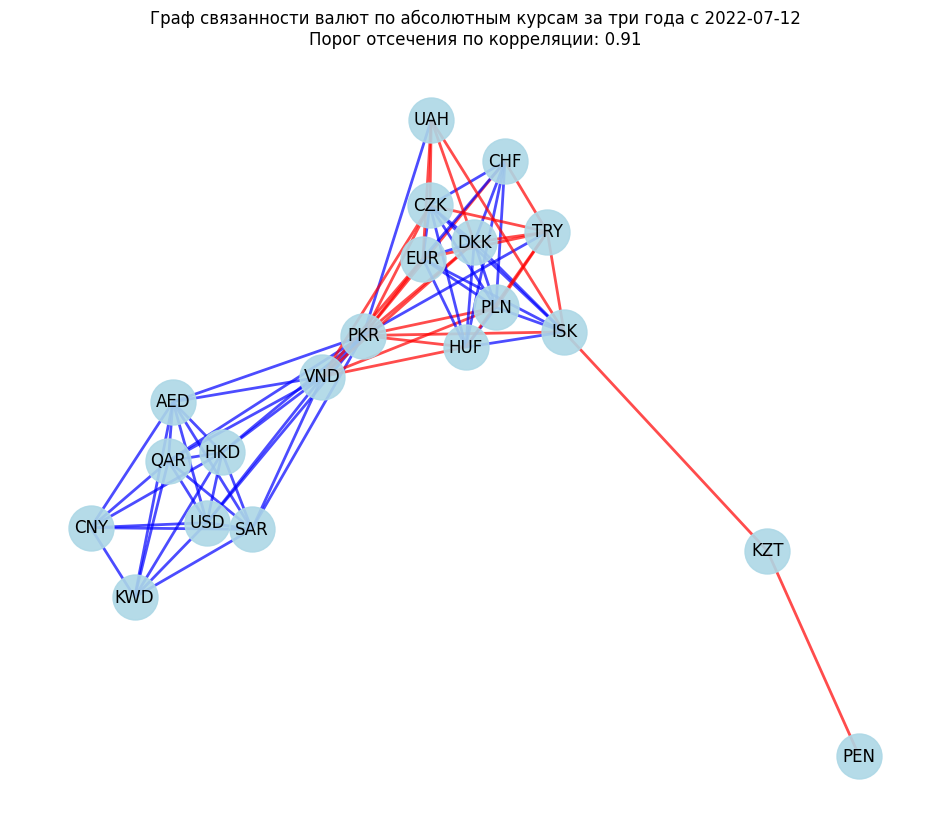 Граф связанности валют по абсолютным курсам за три года с 2022-07-12
Порог отсечения по корреляции: 0.91
UAH
CHF
CZK
TRY
DKK
EUR
PLN
ISK
PKR
HUF
VND
AED
HKD
QAR
USD
SAR
CNY
KZT
KWD
PEN